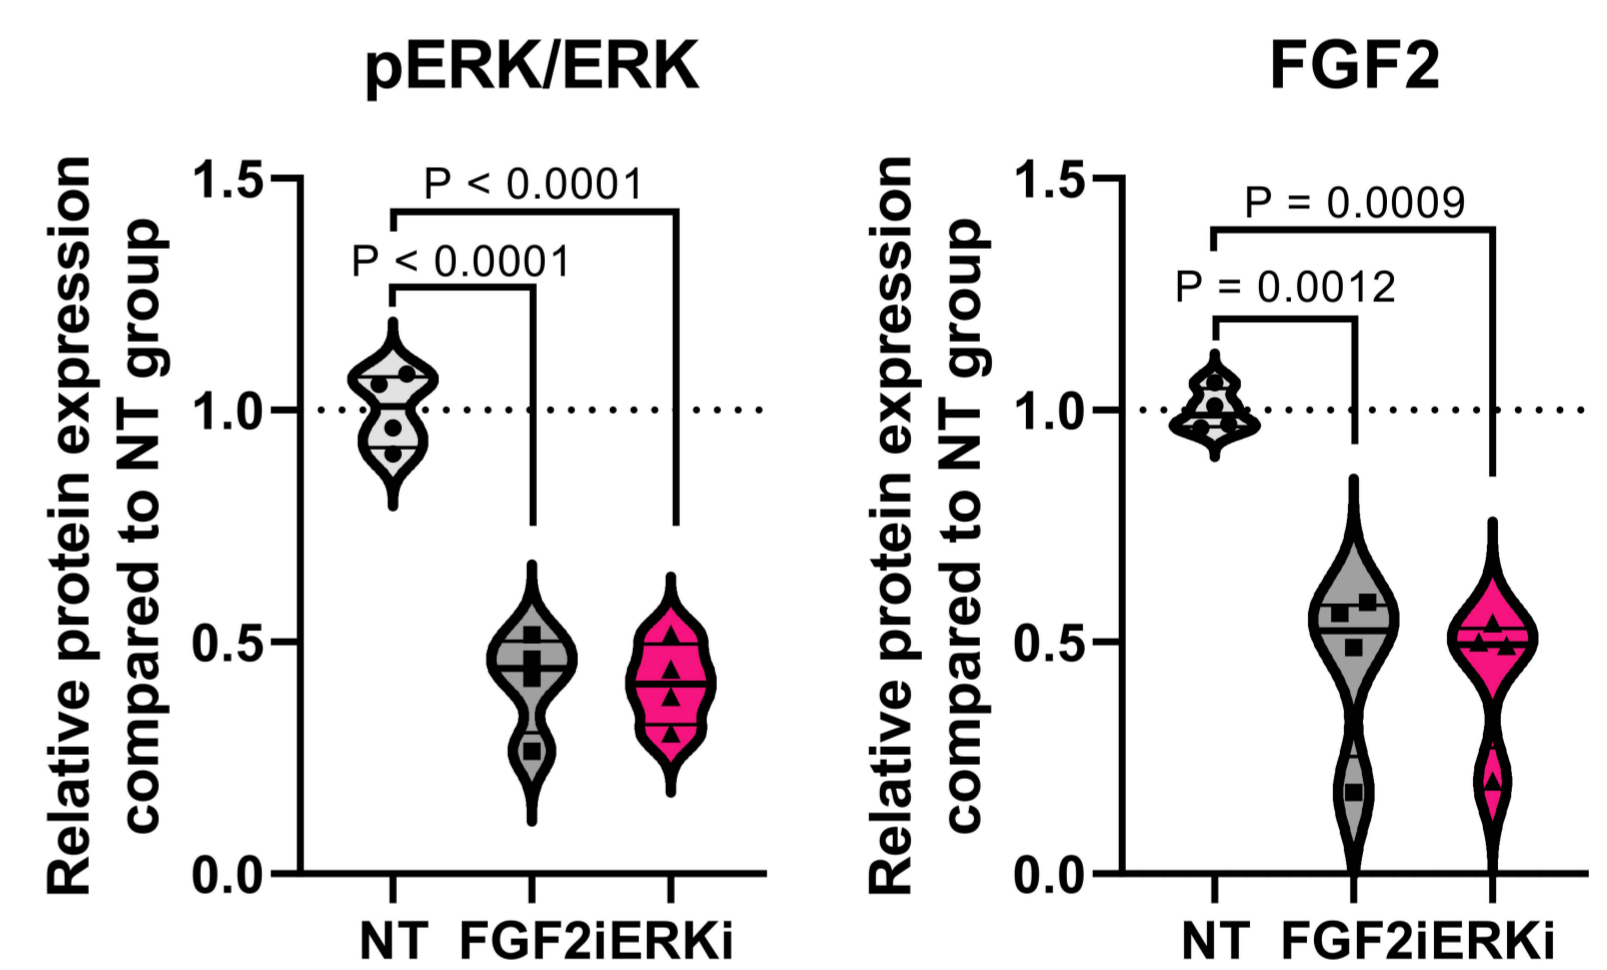 pERK/ERK
Relative protein expression
compared to NT group
1.5
1.0
0.5
0.0
P < 0.0001
P < 0.0001
NT FGF2iERKi
FGF2
Relative protein expression
compared to NT group
1.5
1.0
0.5
0.0
P = 0.0009
P = 0.0012
NT FGF2iERKi